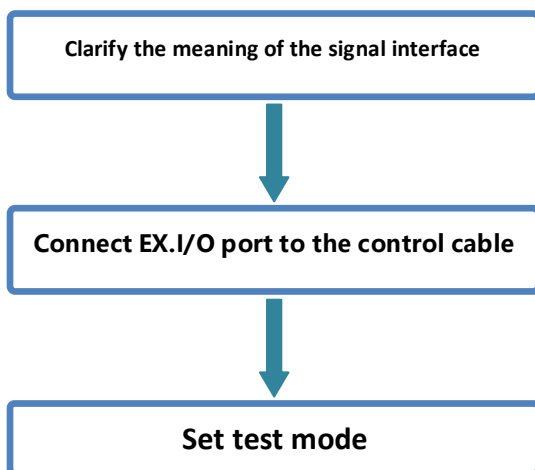 Clarify the meaning of the signal interface
Connect EX.I/O port to the control cable
Set test mode